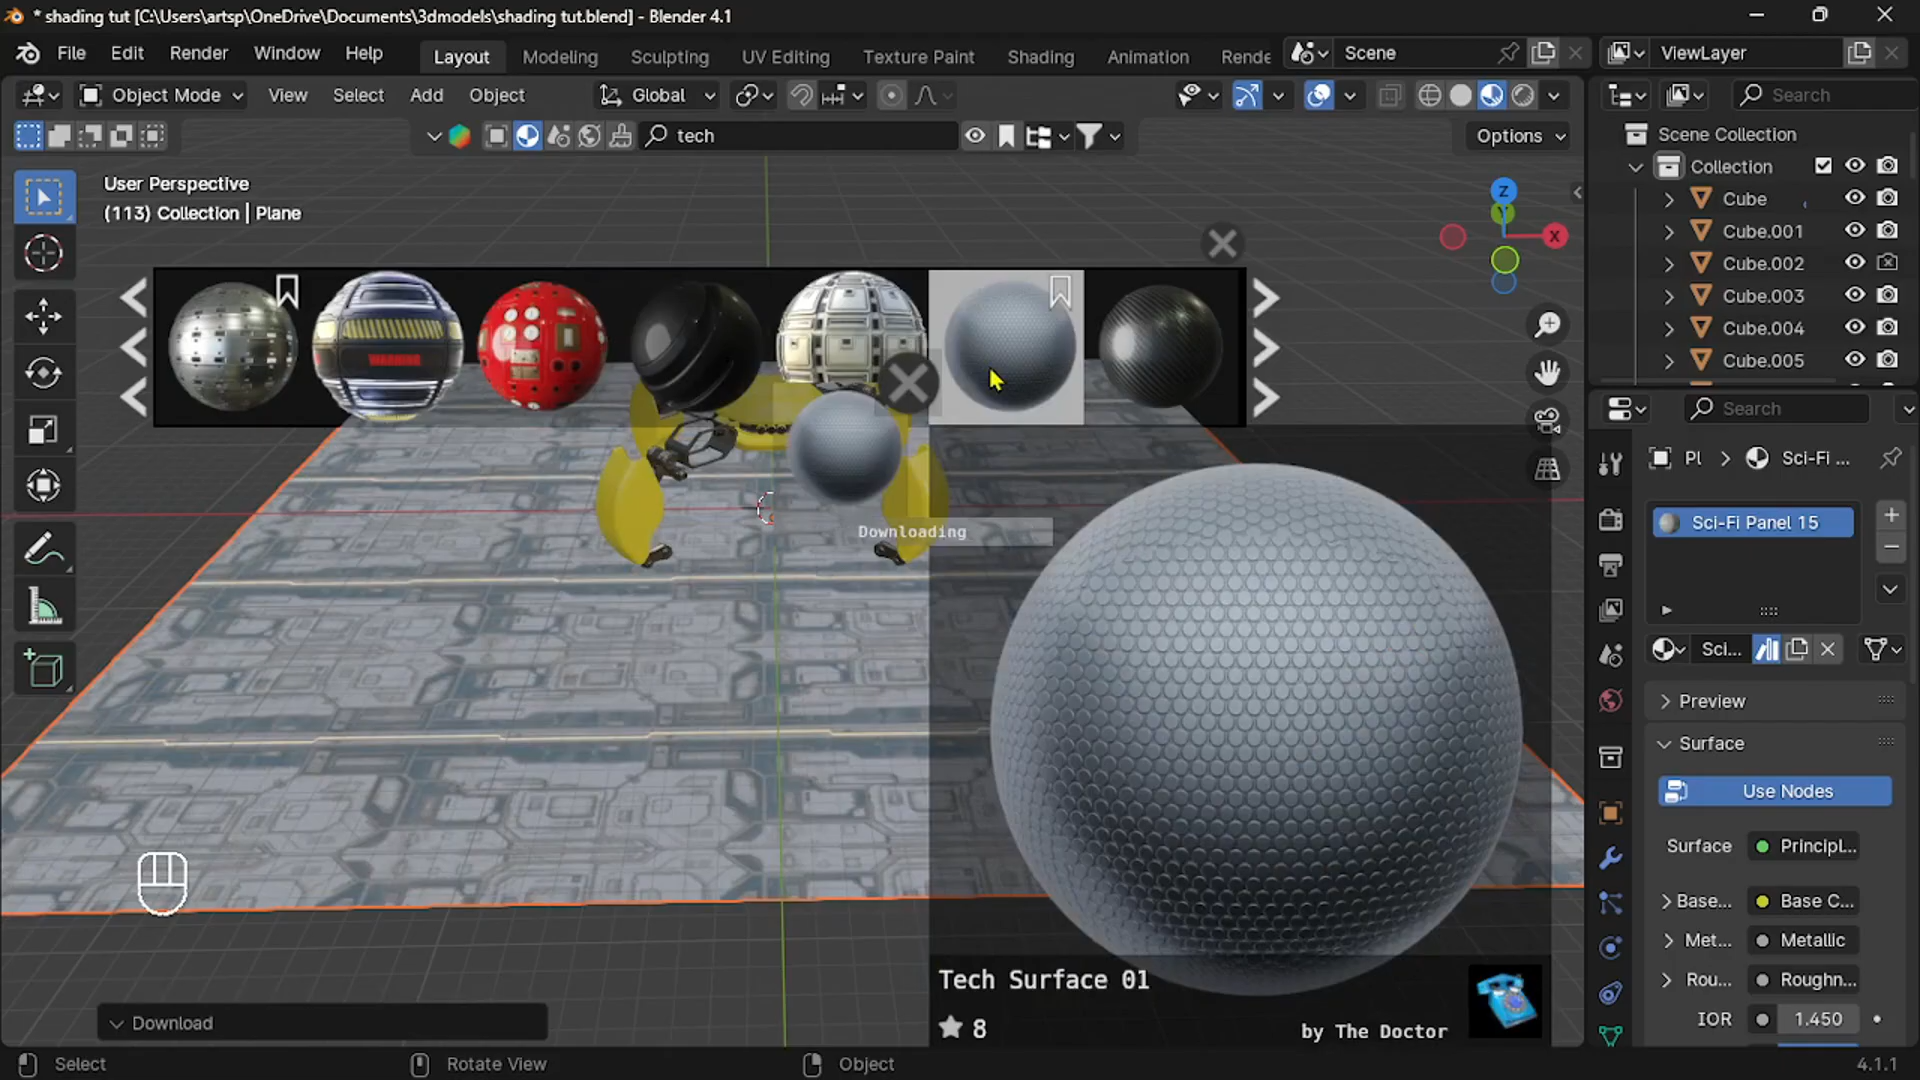 * shading tut [C:\Users\artsp\OneDrive\Documents\3dmodels\shading tut.blend] - Blender 4.1
File Edit Render Window Help Layout Modeling Sculpting UV Editing Texture Paint Shading Animation Rende Scene ViewLayer
Object Mode View Select Add Object Global Search
tech Options
Scene Collection
Collection
Cube
Cube.001
Cube.002
Cube.003
Cube.004
Cube.005
User Perspective
(113) Collection | Plane
Z
Y
X
WARNING
Downloading
Search
Pl Sci-Fi ...
Sci-Fi Panel 15
Sci...
Preview
Surface
Use Nodes
Surface Principl...
Base... Base C...
Met... Metallic
Rou... Roughn...
IOR 1.450
Tech Surface 01
8
by The Doctor
Download
Select Rotate View Object 4.1.1